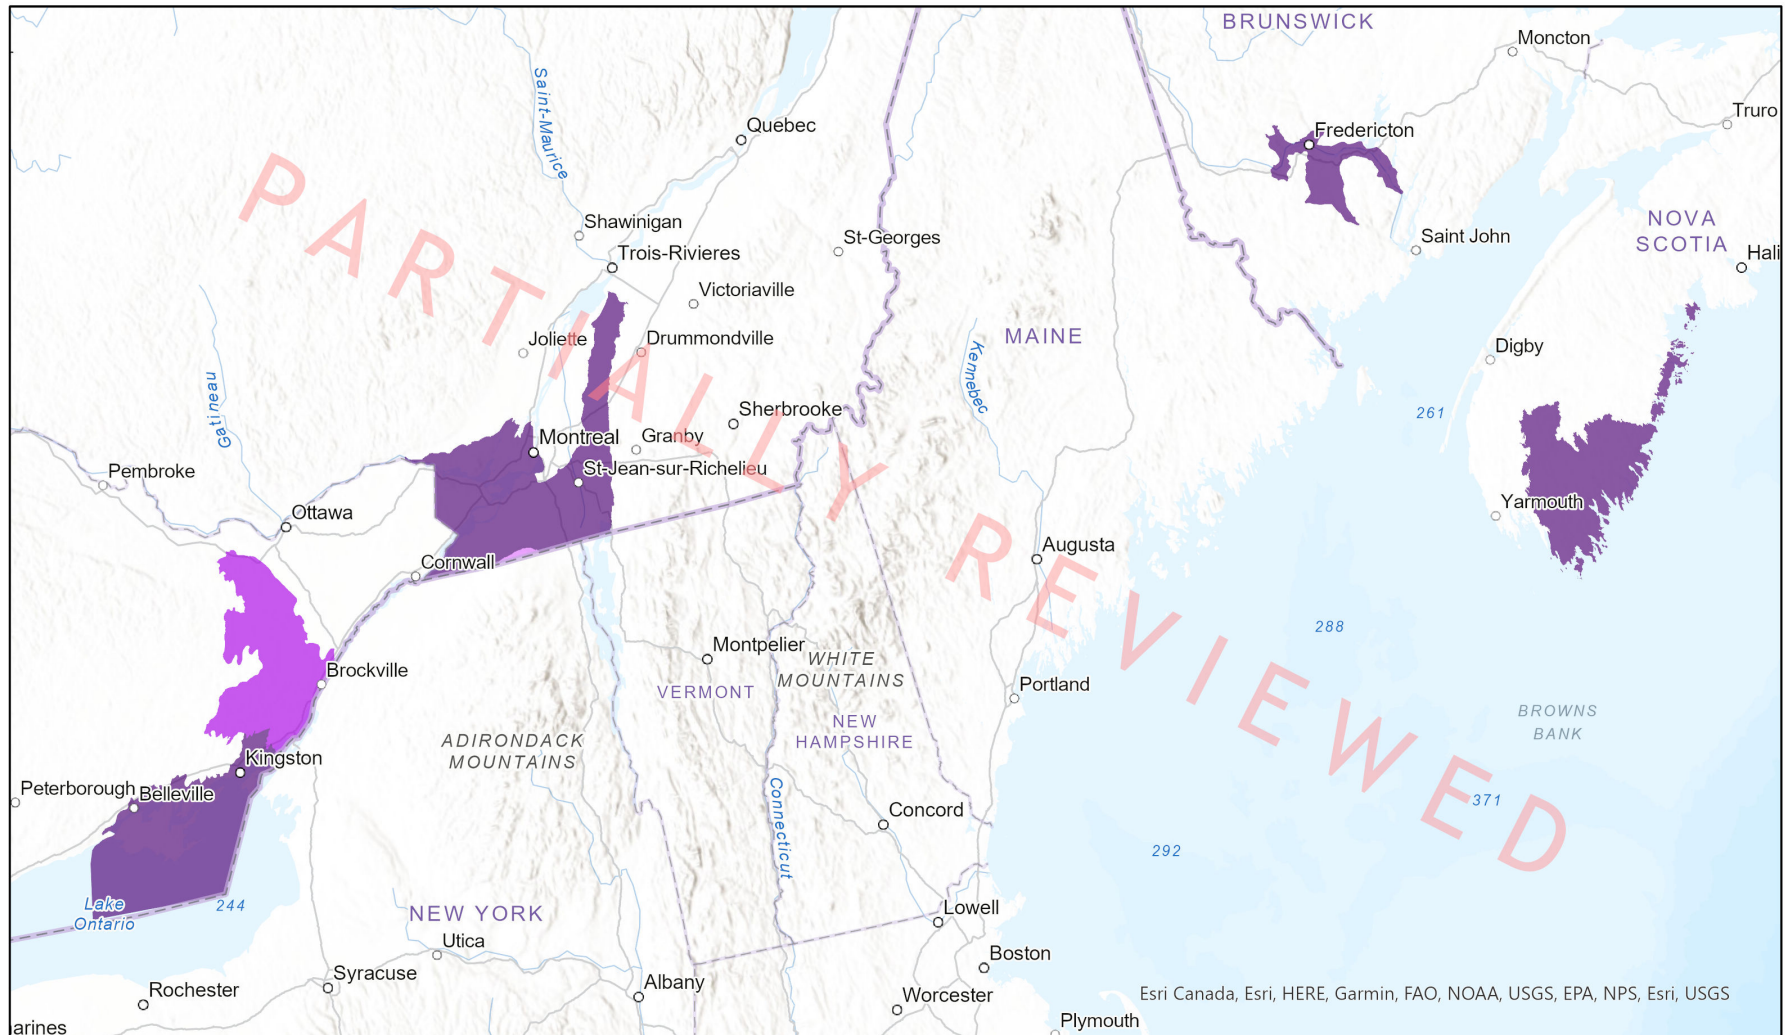 BRUNSWICK
Moncton
Truro
Quebec
Fredericton
Saint-Maurice
Shawinigan
Trois-Rivieres
St-Georges
Saint John
NOVA
SCOTIA
Hali
Victoriaville
Joliette
Drummondville
MAINE
Kennebec
Digby
Gatineau
Sherbrooke
261
Montreal
Granby
St-Jean-sur-Richelieu
Pembroke
Ottawa
Yarmouth
Cornwall
Augusta
Brockville
Montpelier
WHITE
MOUNTAINS
VERMONT
288
Portland
NEW
HAMPSHIRE
ADIRONDACK
MOUNTAINS
BROWNS
BANK
Kingston
Peterborough
Belleville
Connecticut
Concord
371
292
Lake
Ontario
244
NEW YORK
Lowell
Utica
Boston
Syracuse
Albany
Rochester
Worcester
Esri Canada, Esri, HERE, Garmin, FAO, NOAA, USGS, EPA, NPS, Esri, USGS
arines
Plymouth
PARTIALLY REVIEWED